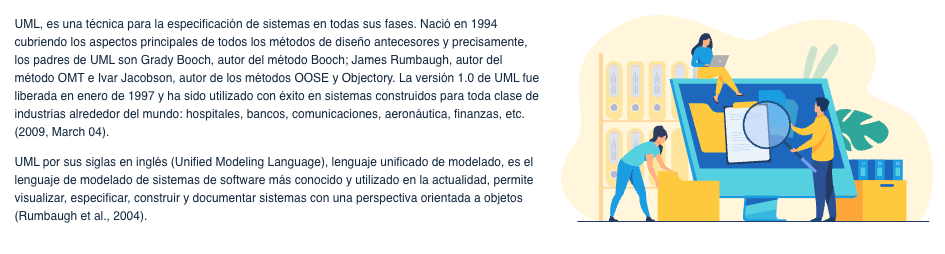 UML, es una técnica para la especificación de sistemas en todas sus fases. Nació en 1994
cubriendo los aspectos principales de todos los métodos de diseño antecesores y precisamente,
los padres de UML son Grady Booch, autor del método Booch; James Rumbaugh, autor del
método OMT e Ivar Jacobson, autor de los métodos OOSE y Objectory. La versión 1.0 de UML fue
liberada en enero de 1997 y ha sido utilizado con éxito en sistemas construidos para toda clase de
industrias alrededor del mundo: hospitales, bancos, comunicaciones, aeronáutica, finanzas, etc.
(2009, March 04).
UML por sus siglas en inglés (Unified Modeling Language), lenguaje unificado de modelado, es el
lenguaje de modelado de sistemas de software más conocido y utilizado en la actualidad, permite
visualizar, especificar, construir y documentar sistemas con una perspectiva orientada a objetos
(Rumbaugh et al., 2004).